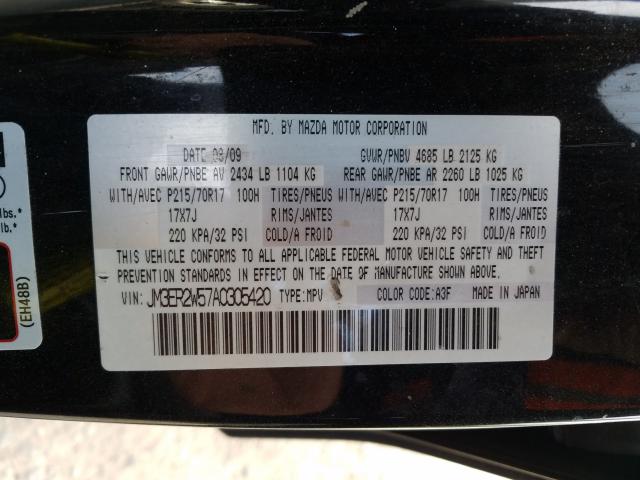 MFD. BY MAZDA MOTOR CORPORATION
DATE 09/09 GVWR/PNBV 4685 LB 2125 KG
FRONT GAWR/PNBE AV 2434 LB 1104 KG REAR GAWR/PNBE AR 2260 LB 1025 KG
WITH/AVEC P215/70R17 100H TIRES/PNEUS WITH/AVEC P215/70R17 100H TIRES/PNEUS
17X7J RIMS/JANTES 17X7J RIMS/JANTES
220 KPA/32 PSI COLD/A FROID 220 KPA/32 PSI COLD/A FROID
THIS VEHICLE CONFORMS TO ALL APPLICABLE FEDERAL MOTOR VEHICLE SAFETY AND THEFT
PREVENTION STANDARDS IN EFFECT ON THE DATE OF MANUFACTURE SHOWN ABOVE.
VIN: JM3ER2W57A0305420 TYPE: MPV COLOR CODE: A3F MADE IN JAPAN
lbs.*
lb.*
(EH48B)